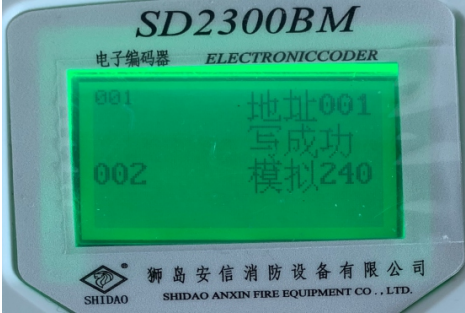 SD2300BM
电子编码器 ELECTRONICCODER
001 地址001
写成功
002 模拟240
狮岛安信消防设备有限公司
SHIDAO SHIDAO ANXIN FIRE EQUIPMENT CO.,LTD.